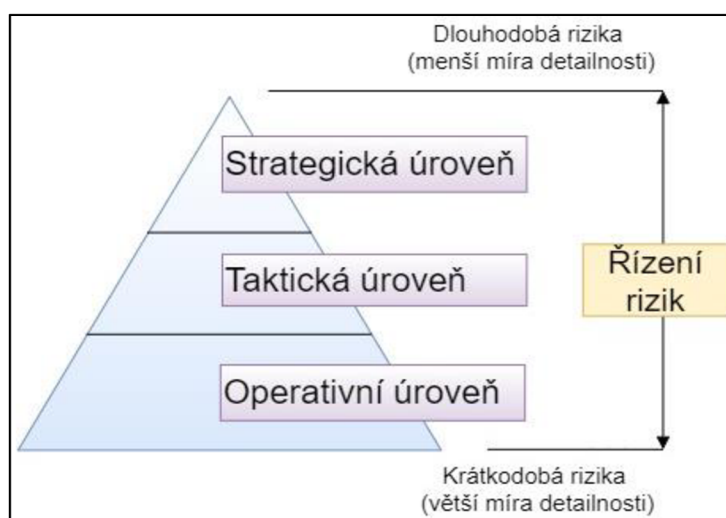 Dlouhodobá rizika
(menší míra detailnosti)
Strategická úroveň
Taktická úroveň
Řízení
rizik
Operativní úroveň
Krátkodobá rizika
(větší míra detailnosti)